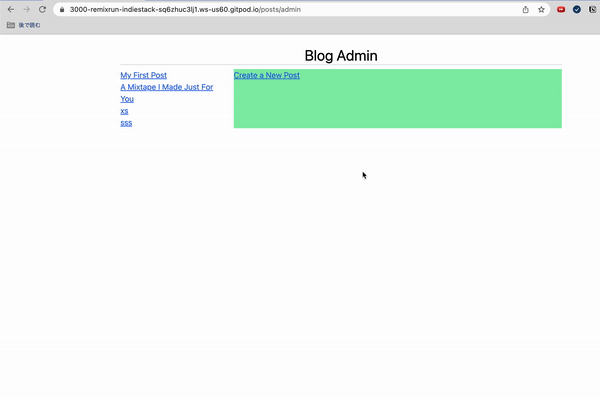 3000-remixrun-indiestack-sq6zhuc3lj1.ws-us60.gitpod.io/posts/admin
後で読む
Blog Admin
My First Post
A Mixtape I Made Just For
You
xs
sss
Create a New Post